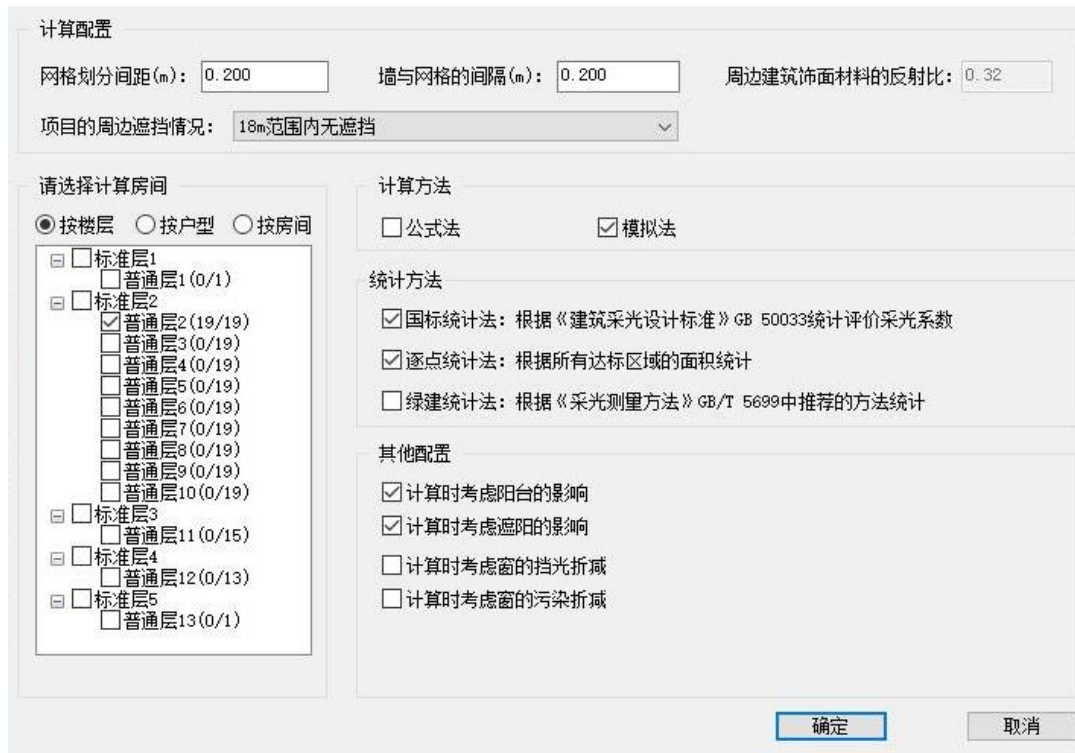 计算配置
网格划分间距(m): 0.200 墙与网格的间隔(m): 0.200 周边建筑饰面材料的反射比: 0.32
项目的周边遮挡情况: 18m范围内无遮挡
请选择计算房间
按楼层 按户型 按房间
标准层1
普通层1(0/1)
标准层2
普通层2(19/19)
普通层3(0/19)
普通层4(0/19)
普通层5(0/19)
普通层6(0/19)
普通层7(0/19)
普通层8(0/19)
普通层9(0/19)
普通层10(0/19)
标准层3
普通层11(0/15)
标准层4
普通层12(0/13)
标准层5
普通层13(0/1)
计算方法
公式法 模拟法
统计方法
国标统计法: 根据《建筑采光设计标准》GB 50033统计评价采光系数
逐点统计法: 根据所有达标区域的面积统计
绿建统计法: 根据《采光测量方法》GB/T 5699中推荐的方法统计
其他配置
计算时考虑阳台的影响
计算时考虑遮阳的影响
计算时考虑窗的挡光折减
计算时考虑窗的污染折减
确定 取消